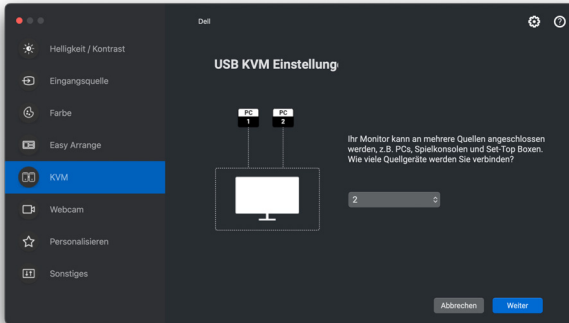 Dell
Helligkeit / Kontrast
Eingangsquelle
Farbe
Easy Arrange
KVM
Webcam
Personalisieren
Sonstiges
USB KVM Einstellung
PC
1
PC
2
Ihr Monitor kann an mehrere Quellen angeschlossen
werden, z.B. PCs, Spielkonsolen und Set-Top Boxen.
Wie viele Quellgeräte werden Sie verbinden?
2
Abbrechen
Weiter